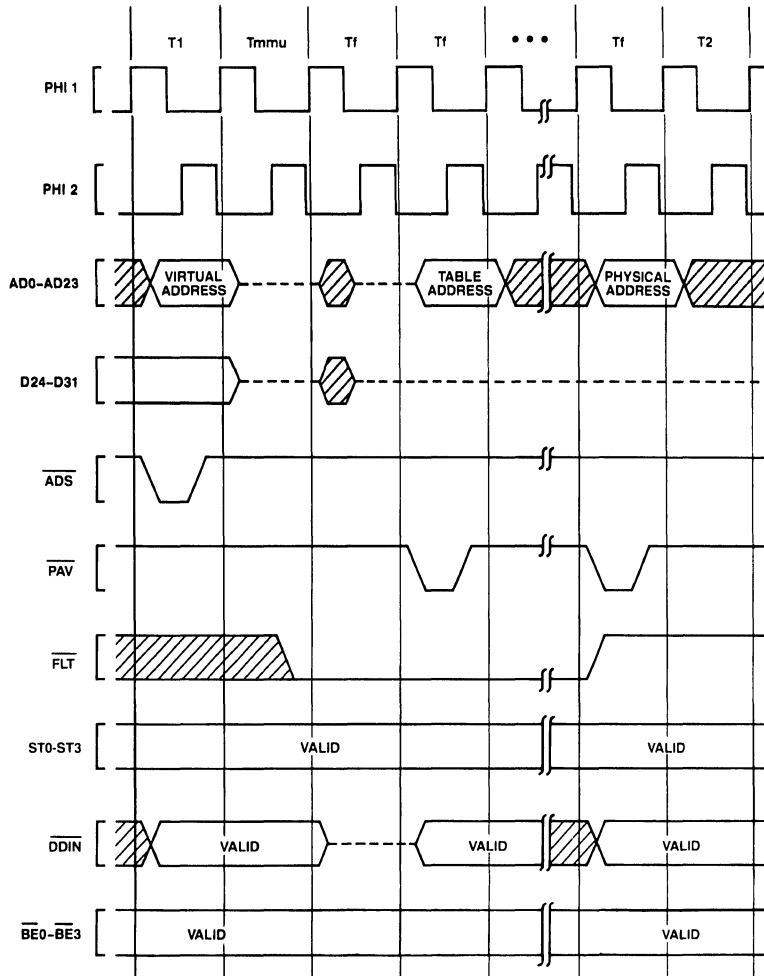 T1 Tmmu Tf Tf • • • Tf T2
PHI 1
PHI 2
AD0–AD23
VIRTUAL ADDRESS
TABLE ADDRESS
PHYSICAL ADDRESS
D24–D31
ADS
PAV
FLT
ST0-ST3 VALID VALID
DDIN VALID VALID VALID
BE0–BE3 VALID VALID